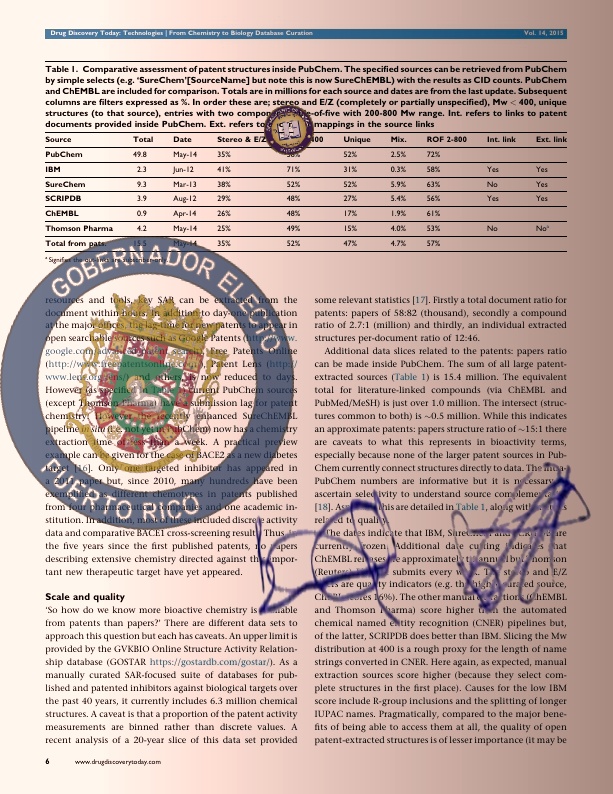 Drug Discovery Today: Technologies | From Chemistry to Biology Database Curation Vol. 14, 2015
Table 1. Comparative assessment of patent structures inside PubChem. The specified sources can be retrieved from PubChem
by simple selects (e.g. 'SureChem'[SourceName] but note this is now SureChEMBL) with the results as CID counts. PubChem
and ChEMBL are included for comparison. Totals are in millions for each source and dates are from the last update. Subsequent
columns are filters expressed as %. In order these are; stereo and E/Z (completely or partially unspecified), Mw < 400, unique
structures (to that source), entries with two rule-of-five with 200-800 Mw range. Int. refers to links to patent
documents provided inside PubChem. Ext. refers to mappings in the source links
Source Total Date Stereo & E/Z 400 Unique Mix. ROF 2-800 Int. link Ext. link
PubChem 49.8 May-14 35% 52% 2.5% 72%
IBM 2.3 Jun-12 41% 71% 31% 0.3% 58% Yes Yes
SureChem 9.3 Mar-13 38% 52% 52% 5.9% 63% No Yes
SCRIPDB 3.9 Aug-12 29% 48% 27% 5.4% 56% Yes Yes
ChEMBL 0.9 Apr-14 26% 48% 17% 1.9% 61%
Thomson Pharma 4.2 May-14 25% 49% 15% 4.0% 53% No Noᵃ
Total from pats. 15.5 May-14 35% 52% 47% 4.7% 57%
ᵃ Signifies the out-links are subscriber-only.
GOBERNADOR ELECTO
resources and tools, key SAR can be extracted from the
document within hours. In addition to day-one publication
at the major offices, the lag-time for new patents to appear in
open searchable sources such as Google Patents (http://www.
google.com/advanced_patent_search), Free Patents Online
(http://www.freepatentsonline.com/), Patent Lens (http://
www.lens.org/lens/) and others is now reduced to days.
However (as specified in Table 1) current PubChem sources
(except Thomson Pharma) have a submission lag for patent
chemistry. However, the recently enhanced SureChEMBL
pipeline in situ (i.e. not yet in PubChem) now has a chemistry
extraction time of less than a week. A practical preview
example can be given for the case of BACE2 as a new diabetes
target [16]. Only one targeted inhibitor has appeared in
a 2011 paper but, since 2010, many hundreds have been
exemplified as different chemotypes in patents published
from four pharmaceutical companies and one academic in-
stitution. In addition, most of these included discrete activity
data and comparative BACE1 cross-screening results. Thus, in
the five years since the first published patents, no papers
describing extensive chemistry directed against the impor-
tant new therapeutic target have yet appeared.
Scale and quality
'So how do we know more bioactive chemistry is available
from patents than papers?' There are different data sets to
approach this question but each has caveats. An upper limit is
provided by the GVKBIO Online Structure Activity Relation-
ship database (GOSTAR https://gostardb.com/gostar/). As a
manually curated SAR-focused suite of databases for pub-
lished and patented inhibitors against biological targets over
the past 40 years, it currently includes 6.3 million chemical
structures. A caveat is that a proportion of the patent activity
measurements are binned rather than discrete values. A
recent analysis of a 20-year slice of this data set provided
some relevant statistics [17]. Firstly a total document ratio for
patents: papers of 58:82 (thousand), secondly a compound
ratio of 2.7:1 (million) and thirdly, an individual extracted
structures per-document ratio of 12:46.
Additional data slices related to the patents: papers ratio
can be made inside PubChem. The sum of all large patent-
extracted sources (Table 1) is 15.4 million. The equivalent
total for literature-linked compounds (via ChEMBL and
PubMed/MeSH) is just over 1.0 million. The intersect (struc-
tures common to both) is ~0.5 million. While this indicates
an approximate patents: papers structure ratio of ~15:1 there
are caveats to what this represents in bioactivity terms,
especially because none of the larger patent sources in Pub-
Chem currently connect structures directly to data. The intra-
PubChem numbers are informative but it is necessary
ascertain selectivity to understand source complement
[18]. Aspects of this are detailed in Table 1, along with
related to quality.
The dates indicate that IBM, SureChem and are
currently frozen. Additional date cutting indicates that
ChEMBL refreshes approximately and Thomson
(Reuters) submits every week. The stereo and E/Z
are quality indicators (e.g. the highly curated source,
16%). The other manual (ChEMBL
and Thomson Pharma) score higher than the automated
chemical named entity recognition (CNER) pipelines but,
of the latter, SCRIPDB does better than IBM. Slicing the Mw
distribution at 400 is a rough proxy for the length of name
strings converted in CNER. Here again, as expected, manual
extraction sources score higher (because they select com-
plete structures in the first place). Causes for the low IBM
score include R-group inclusions and the splitting of longer
IUPAC names. Pragmatically, compared to the major bene-
fits of being able to access them at all, the quality of open
patent-extracted structures is of lesser importance (it may be
6 www.drugdiscoverytoday.com